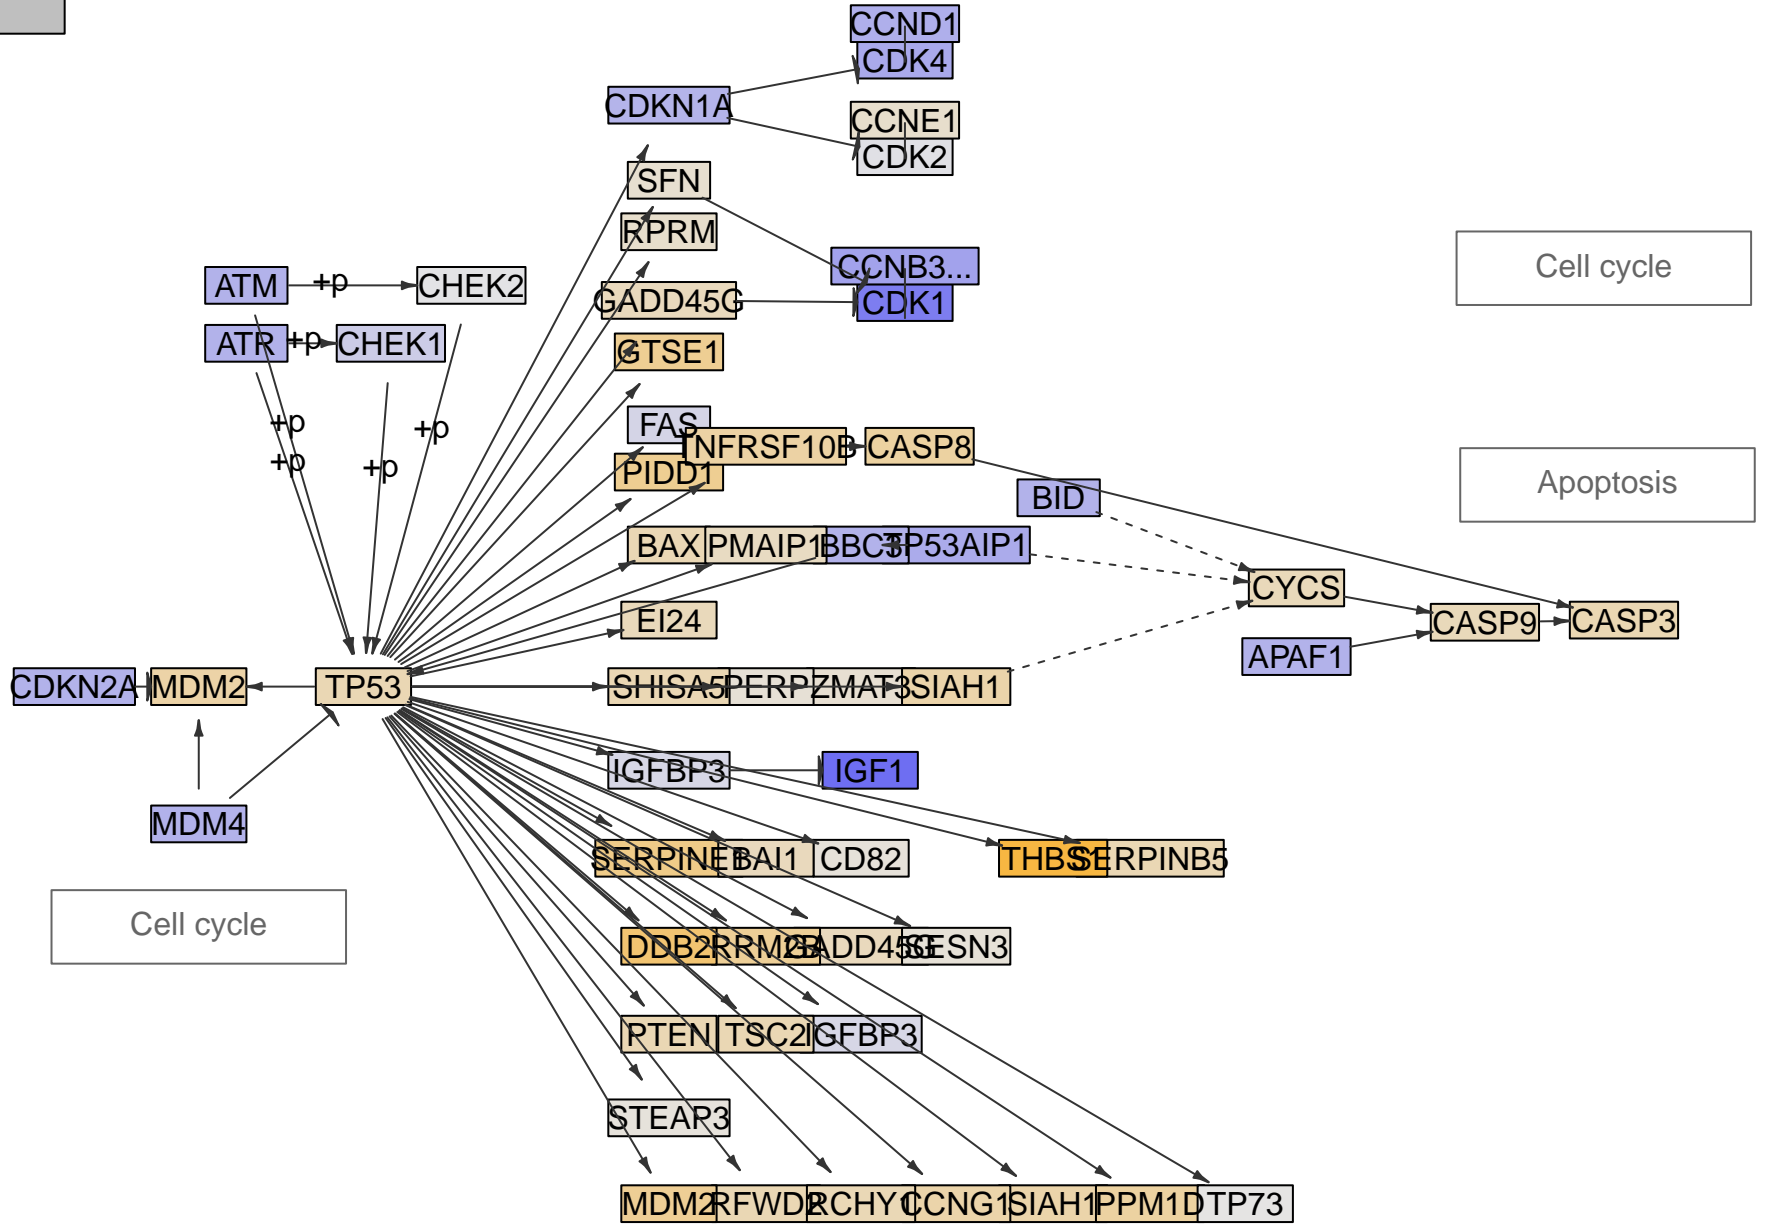 CCND1
CDK4
CDKN1A
CCNE1
CDK2
SFN
RPRM
CCNB3...
Cell cycle
ATM +p CHEK2
GADD45G CDK1
ATR +p CHEK1
GTSE1
FAS
+p +p
TNFRSF10B CASP8
+p +p
PIDD1
Apoptosis
BID
BAX PMAIP1 BBC3 TP53AIP1
CYCS
EI24
CASP9 CASP3
APAF1
CDKN2A MDM2 TP53 SHISA5 PERP ZMAT3 SIAH1
IGFBP3 IGF1
MDM4
SERPINE1 BAI1 CD82 THBS1 SERPINB5
Cell cycle
DDB2 RRM2B GADD45G SESN3
PTEN TSC2 IGFBP3
STEAP3
MDM2 RFWD2 RCHY1 CCNG1 SIAH1 PPM1D TP73